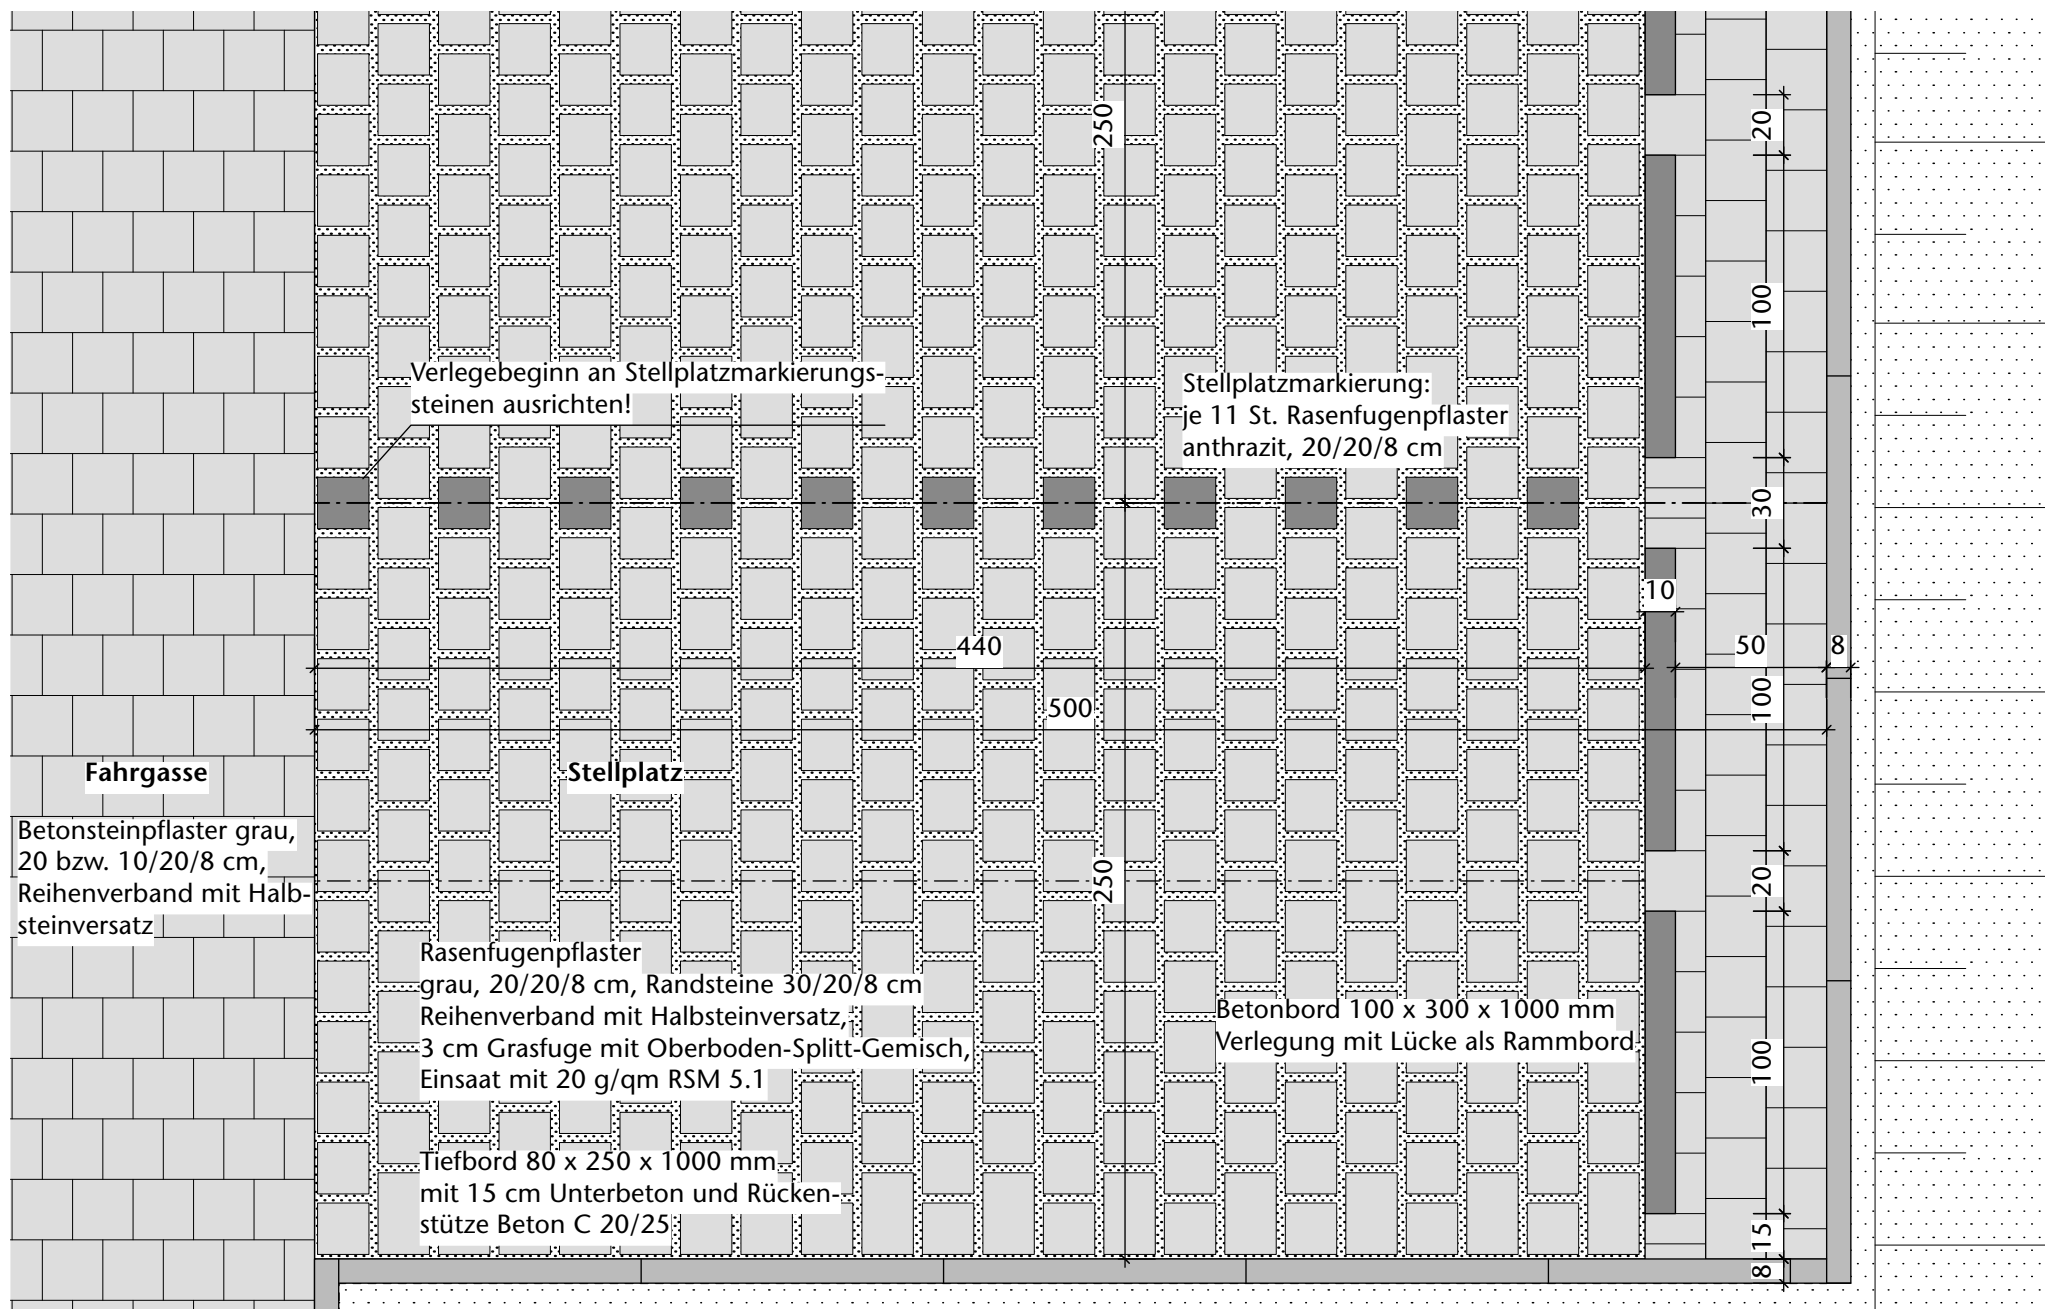 250
20
100
Verlegebeginn an Stellplatzmarkierungs-
steinen ausrichten!
Stellplatzmarkierung:
je 11 St. Rasenfugenpflaster
anthrazit, 20/20/8 cm
30
10
440
50
8
100
500
Fahrgasse
Stellplatz
Betonsteinpflaster grau,
20 bzw. 10/20/8 cm,
Reihenverband mit Halb-
steinversatz
250
20
Rasenfugenpflaster
grau, 20/20/8 cm, Randsteine 30/20/8 cm
Reihenverband mit Halbsteinversatz,
3 cm Grasfuge mit Oberboden-Splitt-Gemisch,
Einsaat mit 20 g/qm RSM 5.1
Betonbord 100 x 300 x 1000 mm
Verlegung mit Lücke als Rammbord
100
Tiefbord 80 x 250 x 1000 mm
mit 15 cm Unterbeton und Rücken-
stütze Beton C 20/25
15
8